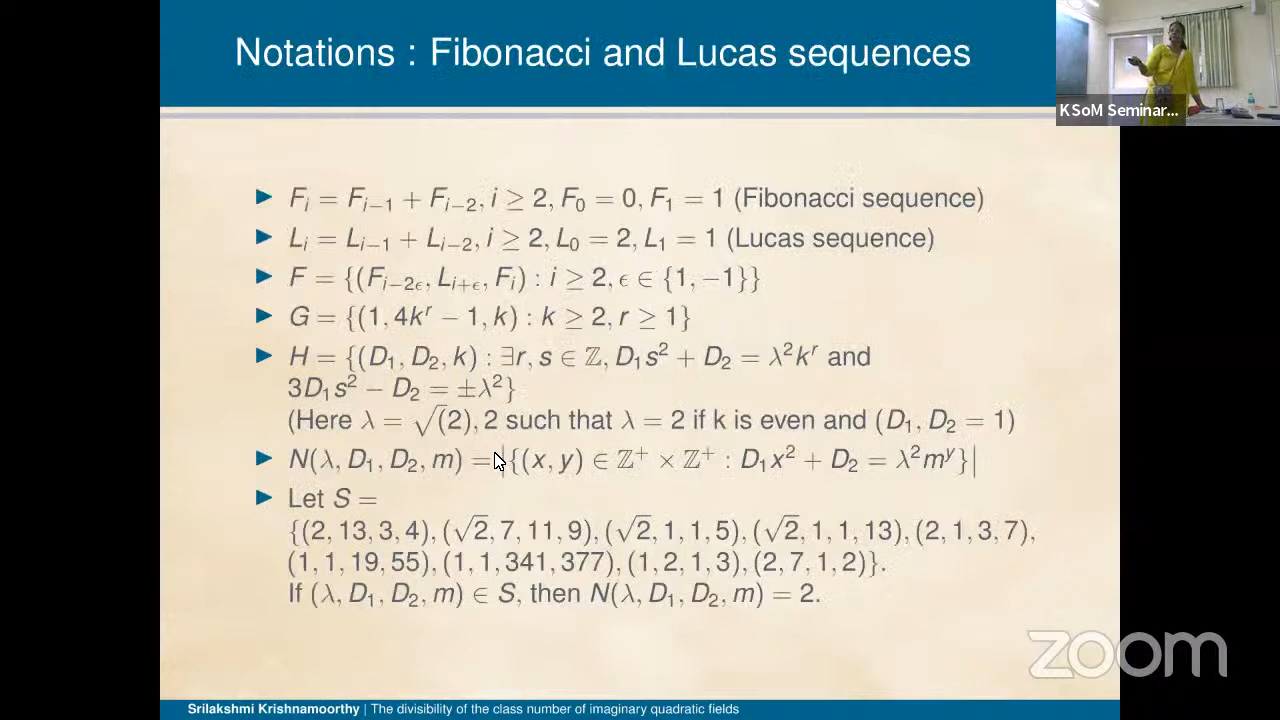 Notations : Fibonacci and Lucas sequences
KSoM Seminar...
▶ F_i = F_{i−1} + F_{i−2}, i ≥ 2, F_0 = 0, F_1 = 1 (Fibonacci sequence)
▶ L_i = L_{i−1} + L_{i−2}, i ≥ 2, L_0 = 2, L_1 = 1 (Lucas sequence)
▶ F = {(F_{i−2ϵ}, L_{i+ϵ}, F_i) : i ≥ 2, ϵ ∈ {1, −1}}
▶ G = {(1, 4k^r − 1, k) : k ≥ 2, r ≥ 1}
▶ H = {(D_1, D_2, k) : ∃r, s ∈ ℤ, D_1s^2 + D_2 = λ^2k^r and
3D_1s^2 − D_2 = ±λ^2}
(Here λ = √(2), 2 such that λ = 2 if k is even and (D_1, D_2 = 1)
▶ N(λ, D_1, D_2, m) = |{(x, y) ∈ ℤ^+ × ℤ^+ : D_1x^2 + D_2 = λ^2m^y}|
▶ Let S =
{(2, 13, 3, 4), (√2, 7, 11, 9), (√2, 1, 1, 5), (√2, 1, 1, 13), (2, 1, 3, 7),
(1, 1, 19, 55), (1, 1, 341, 377), (1, 2, 1, 3), (2, 7, 1, 2)}.
If (λ, D_1, D_2, m) ∈ S, then N(λ, D_1, D_2, m) = 2.
zoom
Srilakshmi Krishnamoorthy | The divisibility of the class number of imaginary quadratic fields